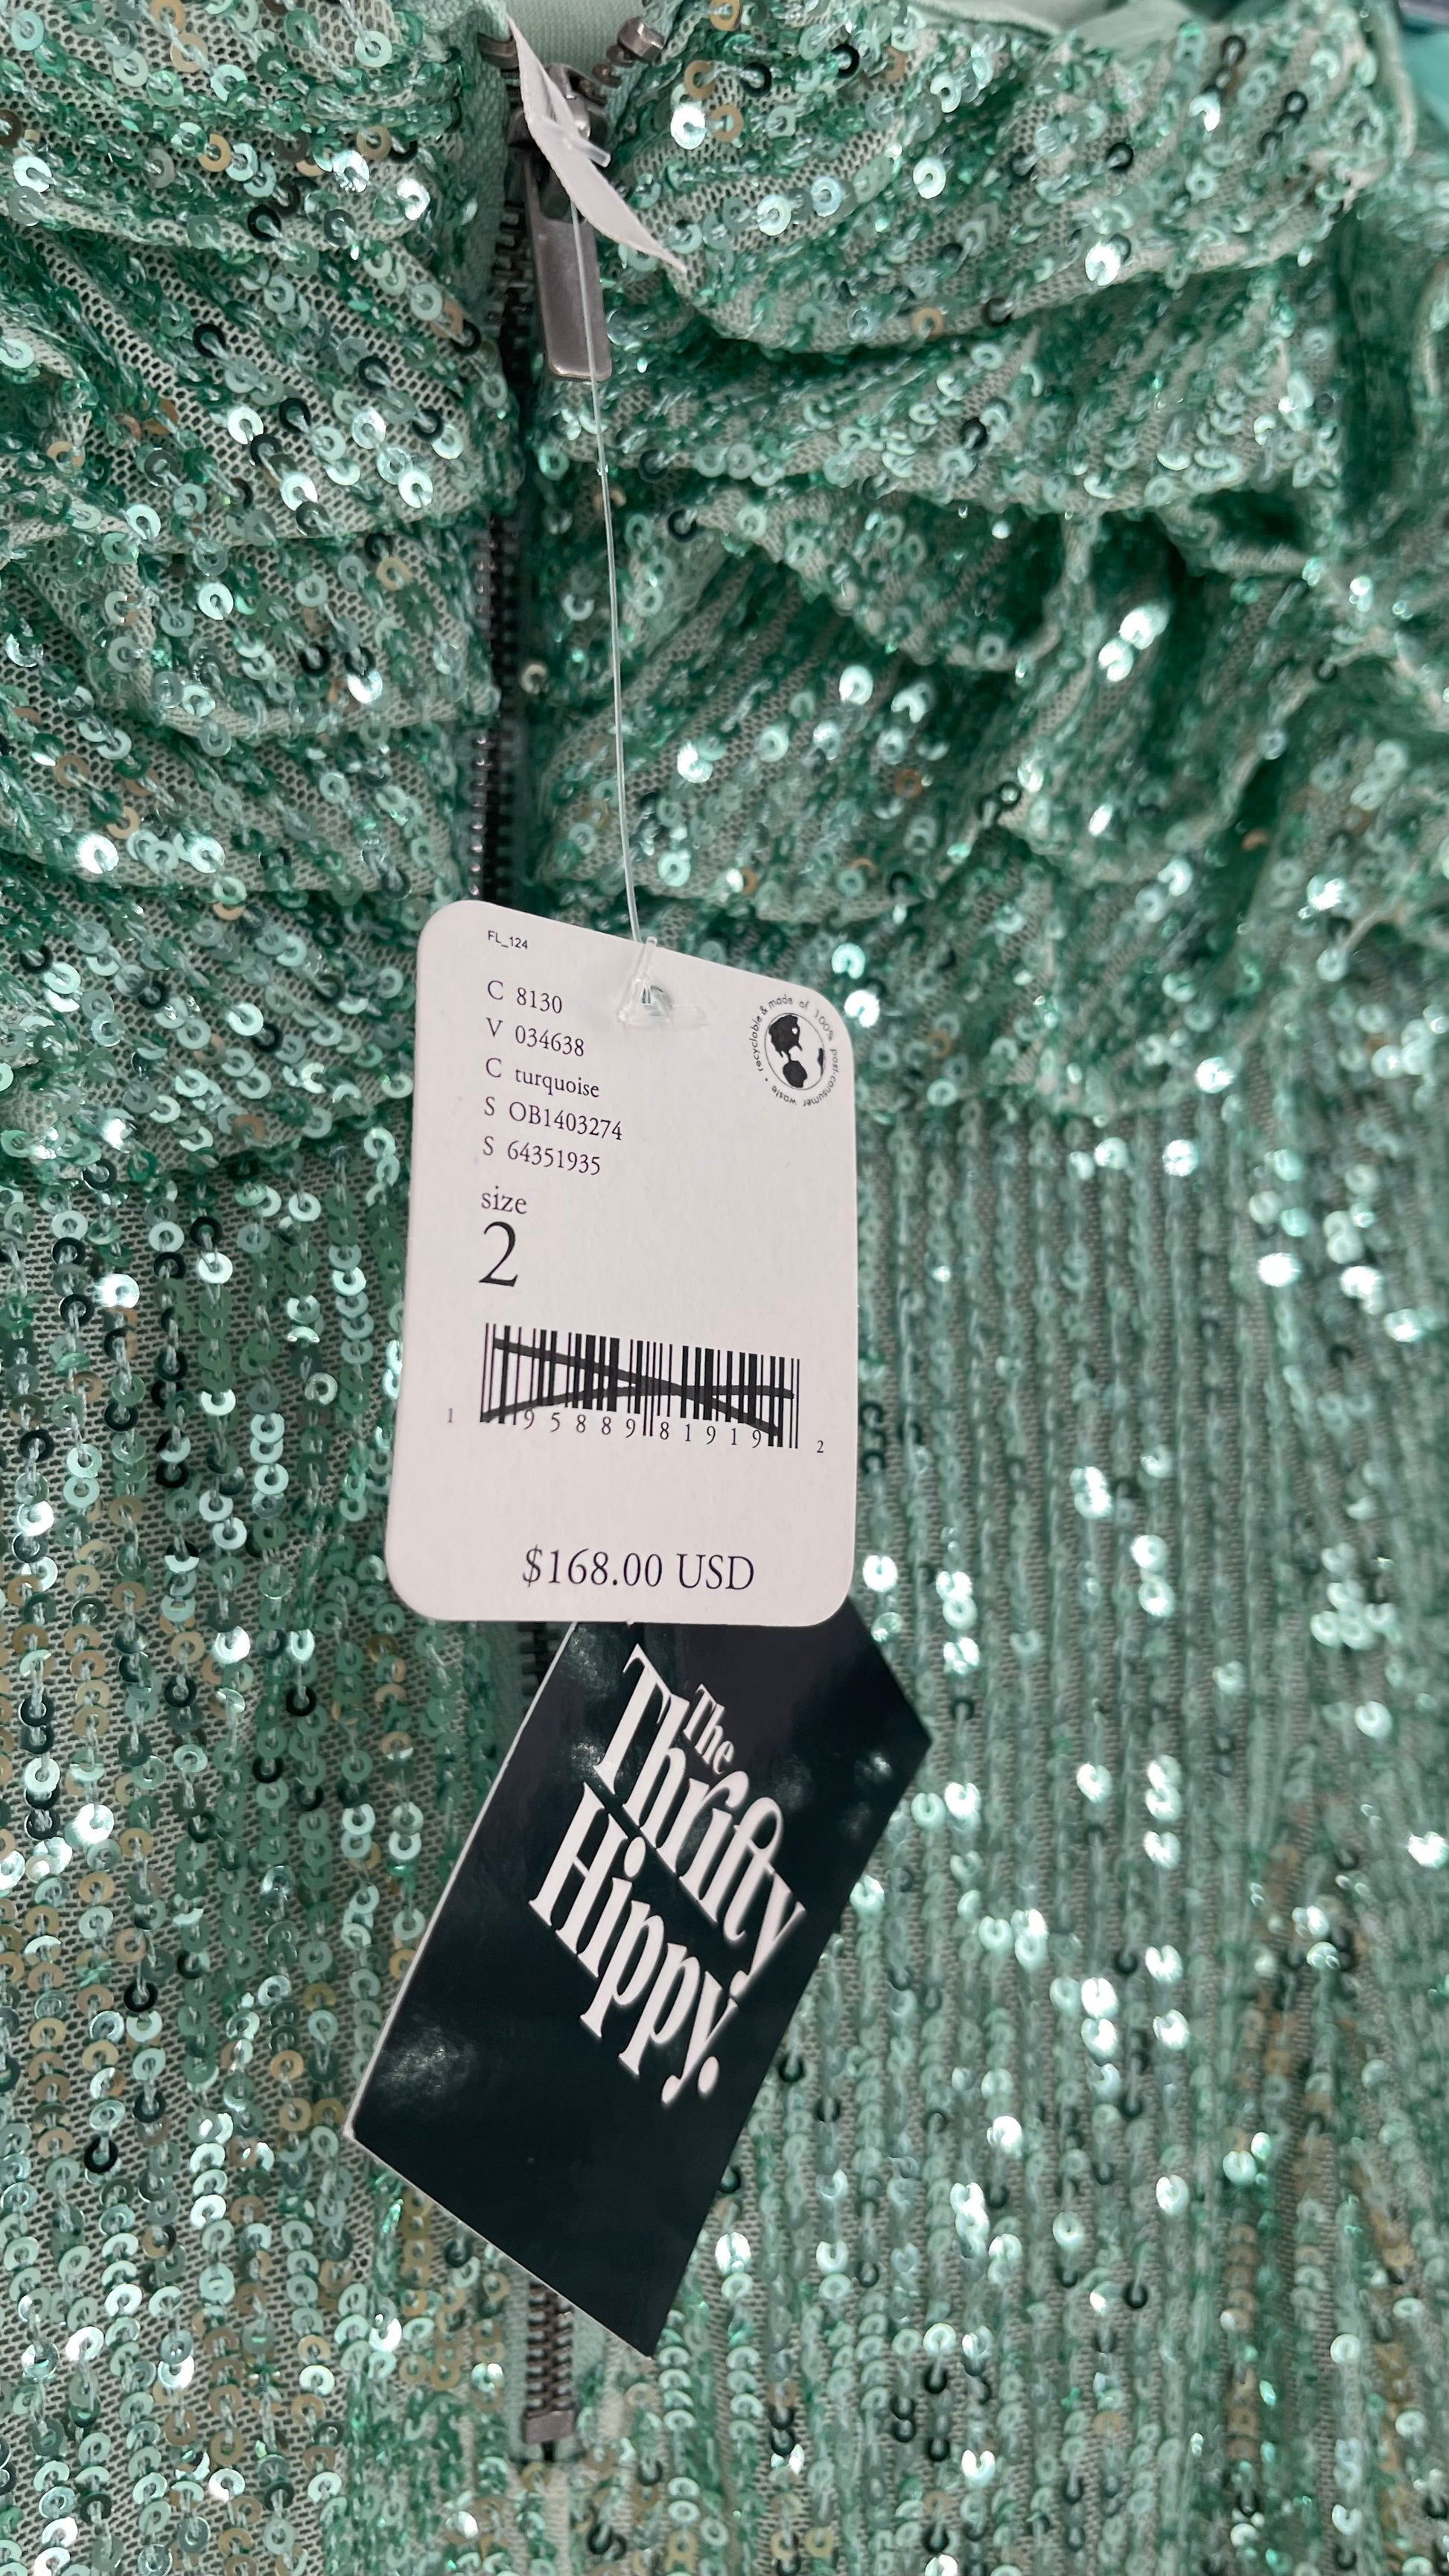 FL_124
C 8130
V 034638
C turquoise
S OB1403274
S 64351935
recyclable & made of 100% post-consumer waste •
size
2
1 95889 81919 2
$168.00 USD
The
Thrifty
Hippy.